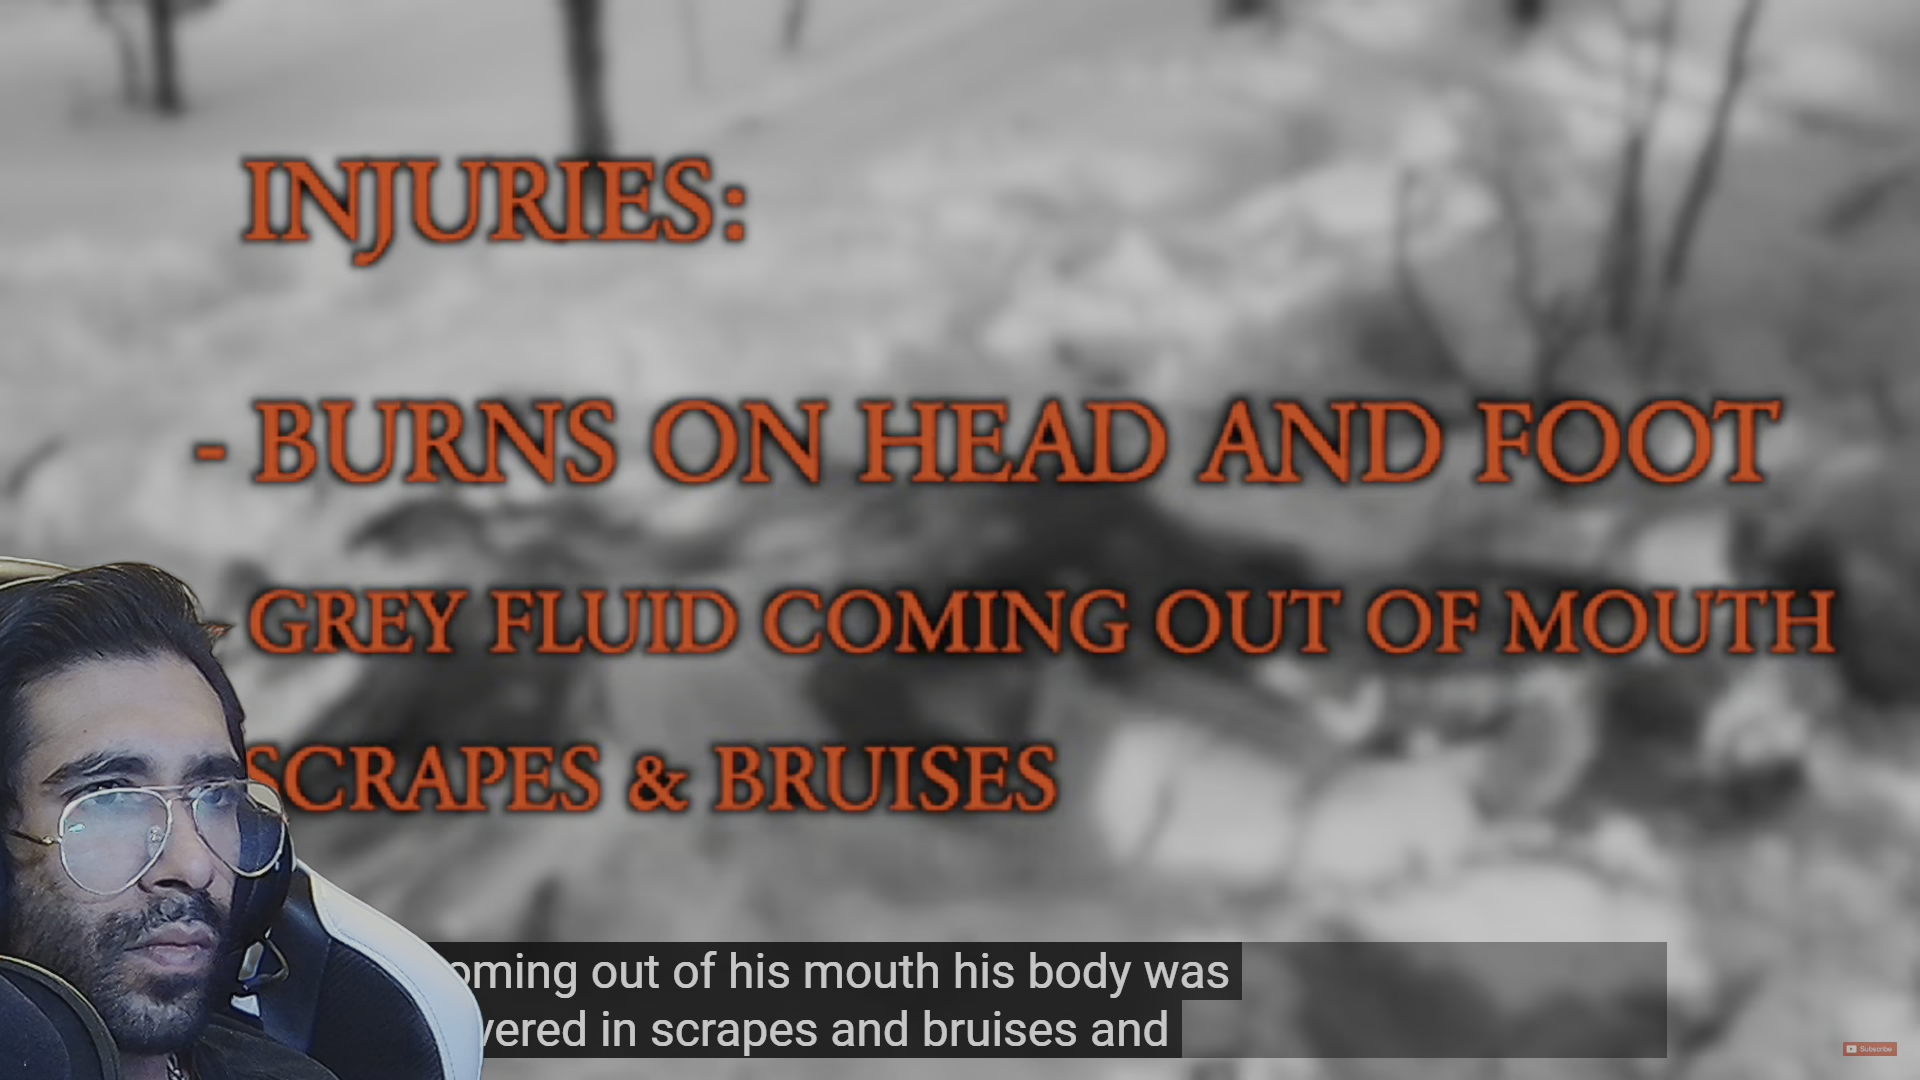 INJURIES:
- BURNS ON HEAD AND FOOT
- GREY FLUID COMING OUT OF MOUTH
SCRAPES & BRUISES
oming out of his mouth his body was
vered in scrapes and bruises and
Subscribe